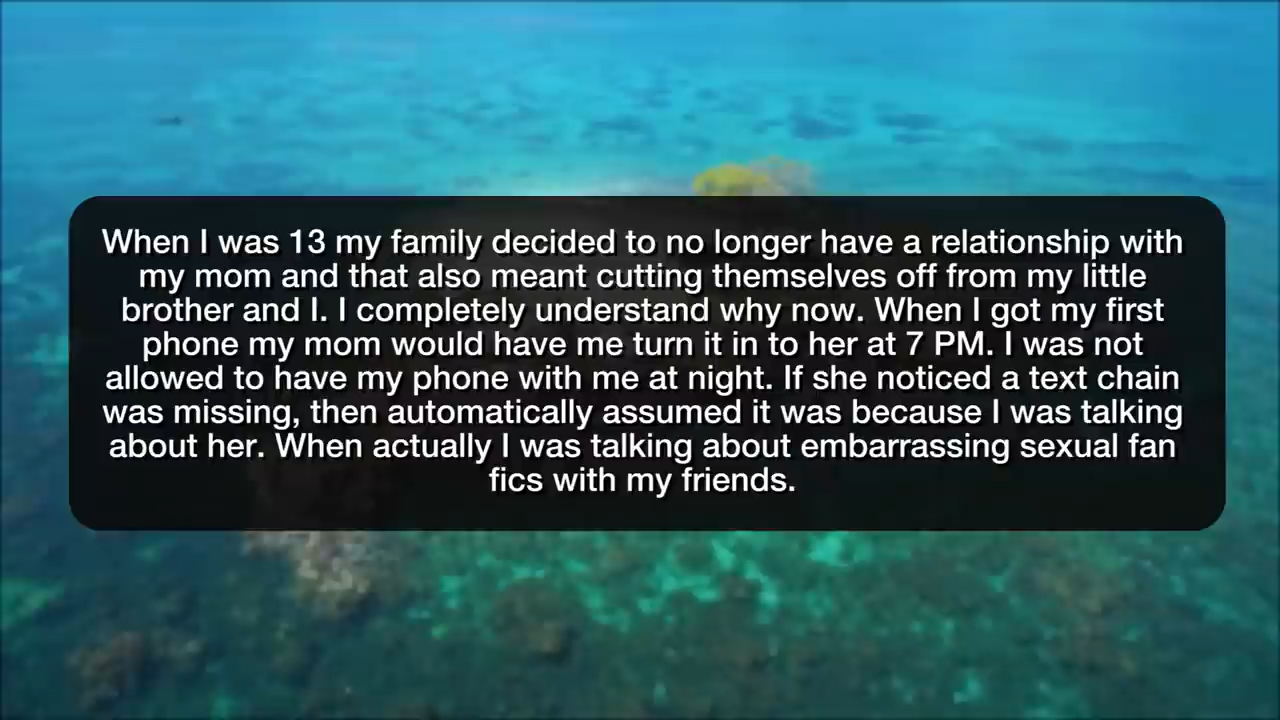 When I was 13 my family decided to no longer have a relationship with
my mom and that also meant cutting themselves off from my little
brother and I. I completely understand why now. When I got my first
phone my mom would have me turn it in to her at 7 PM. I was not
allowed to have my phone with me at night. If she noticed a text chain
was missing, then automatically assumed it was because I was talking
about her. When actually I was talking about embarrassing sexual fan
fics with my friends.